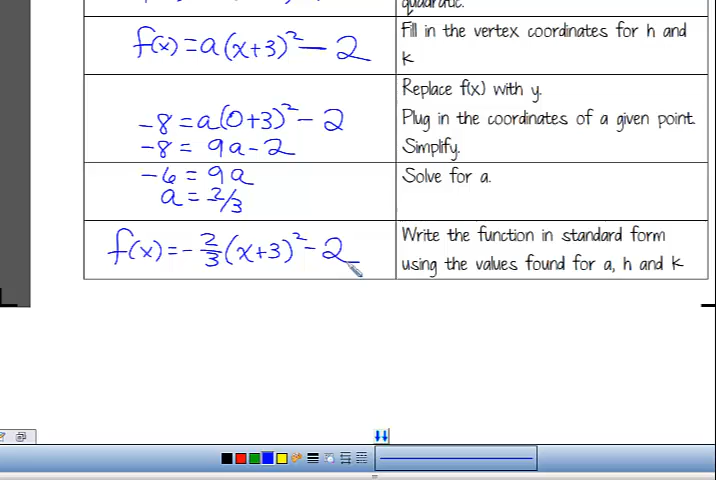 quadratic.
f(x) = a(x+3)² - 2
Fill in the vertex coordinates for h and
k
Replace f(x) with y.
-8 = a(0+3)² - 2
Plug in the coordinates of a given point.
-8 = 9a - 2
Simplify.
-6 = 9a
Solve for a.
a = 2/3
f(x) = - 2/3 (x+3)² - 2
Write the function in standard form
using the values found for a, h and k